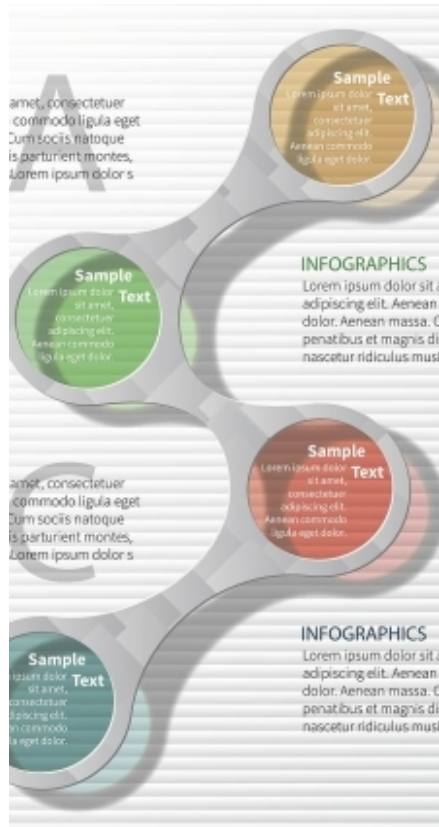 Sample
Text
Lorem ipsum dolor
sit amet,
consectetuer
adipiscing elit.
Aenean commodo
ligula eget dolor.
A
amet, consectetuer
commodo ligula eget
Cum sociis natoque
is parturient montes,
Lorem ipsum dolor s
Sample
Text
Lorem ipsum dolor
sit amet,
consectetuer
adipiscing elit.
Aenean commodo
ligula eget dolor.
INFOGRAPHICS
Lorem ipsum dolor sit a
adipiscing elit. Aenean
dolor. Aenean massa. C
penatibus et magnis di
nascetur ridiculus mus
Sample
Text
Lorem ipsum dolor
sit amet,
consectetuer
adipiscing elit.
Aenean commodo
ligula eget dolor.
C
amet, consectetuer
commodo ligula eget
Cum sociis natoque
is parturient montes,
Lorem ipsum dolor s
INFOGRAPHICS
Lorem ipsum dolor sit a
adipiscing elit. Aenean
dolor. Aenean massa. C
penatibus et magnis di
nascetur ridiculus mus
Sample
Text
ipsum dolor
sit amet,
consectetuer
dipiscing elit.
commodo
a eget dolor.